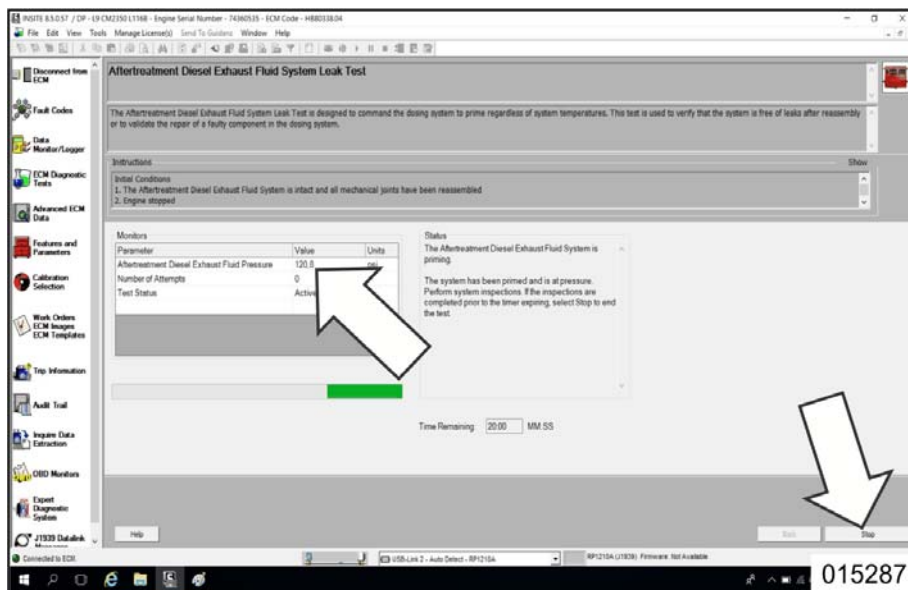 INSITE 8.5.0.57 / DP - L9 CM2350 L116B - Engine Serial Number - 74360535 - ECM Code - HB80338.04
File Edit View Tools Manage License(s) Send To Guidanz Window Help
Disconnect from
ECM
Fault Codes
Data
Monitor/Logger
ECM Diagnostic
Tests
Advanced ECM
Data
Features and
Parameters
Calibration
Selection
Work Orders
ECM Images
ECM Templates
Trip Information
Audit Trail
Inquire Data
Extraction
OBD Monitors
Expert
Diagnostic
System
J1939 Datalink
Aftertreatment Diesel Exhaust Fluid System Leak Test
The Aftertreatment Diesel Exhaust Fluid System Leak Test is designed to command the dosing system to prime regardless of system temperatures. This test is used to verify that the system is free of leaks after reassembly
or to validate the repair of a faulty component in the dosing system.
Instructions
Show
Initial Conditions
1. The Aftertreatment Diesel Exhaust Fluid System is intact and all mechanical joints have been reassembled
2. Engine stopped
Monitors
Parameter Value Units
Aftertreatment Diesel Exhaust Fluid Pressure 120,8 psi
Number of Attempts 0
Test Status Active
Status
The Aftertreatment Diesel Exhaust Fluid System is
priming.
The system has been primed and is at pressure.
Perform system inspections. If the inspections are
completed prior to the timer expiring, select Stop to end
the test.
Time Remaining 20:00 MM:SS
Help
Back
Stop
Connected to ECM.
USB-Link 2 - Auto Detect - RP1210A
RP1210A (J1939) Firmware: Not Available
015287